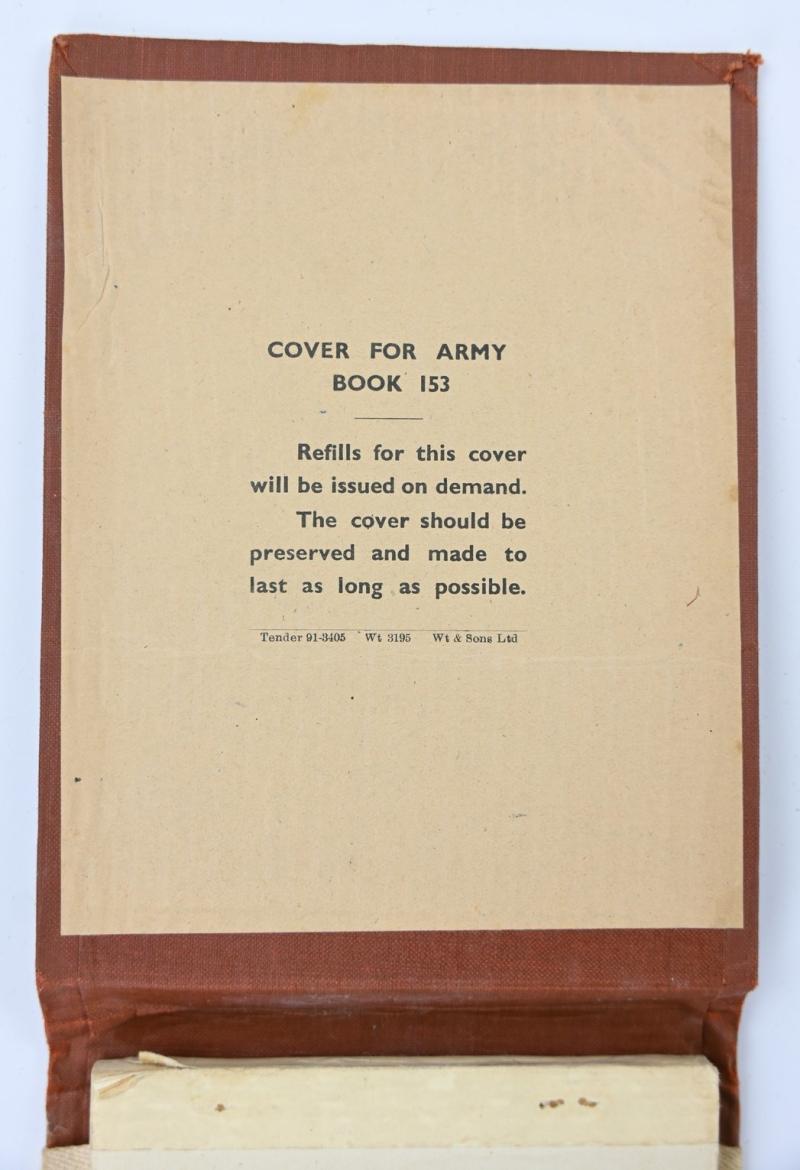 COVER FOR ARMY
BOOK 153
Refills for this cover
will be issued on demand.
The cover should be
preserved and made to
last as long as possible.
Tender 91-3405 Wt 3195 Wt & Sons Ltd